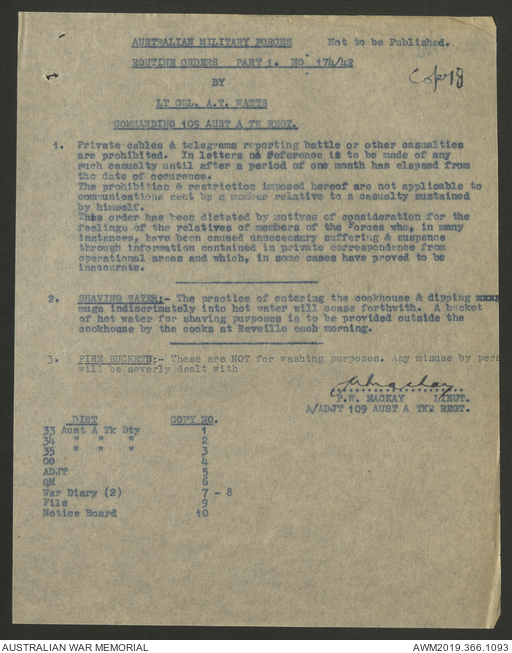 AUSTRALIAN MILITARY FORCES Not to be Published.
ROUTINE ORDERS PART 1. NO 174/42
Copy 8
BY
LT COL. A.T. WATTS
COMMANDING 109 AUST A TK REGT.
1. Private cables & telegrams reporting battle or other casualties
are prohibited. In letters no reference is to be made of any
such casualty until after a period of one month has elapsed from
the date of occurence.
The prohibition & restriction imposed hereof are not applicable to
communications sent by a member relative to a casualty sustained
by himself.
This order has been dictated by motives of consideration for the
feelings of the relatives of members of the Forces who, in many
instances, have been caused unnecessary suffering & suspense
through information contained in private correspondence from
operational areas and which, in some cases have proved to be
inaccurate.
2. SHAVING WATER;- The practice of entering the cookhouse & dipping
mugs indiscrimately into hot water will cease forthwith. A bucket
of hot water for shaving purposes is to be provided outside the
cookhouse by the cooks at Reveille each morning.
3. FIRE BUCKETS;- These are NOT for washing purposes. Any misuse by pers
will be severly dealt with
F.W. MACKAY LIEUT.
A/ADJT 109 AUST A TK REGT.
DIST COPY NO.
33 Aust A Tk Bty 1
34 " " " 2
35 " " " 3
CO 4
ADJT 5
QM 6
War Diary (2) 7 - 8
File 9
Notice Board 10
AUSTRALIAN WAR MEMORIAL AWM2019.366.1093